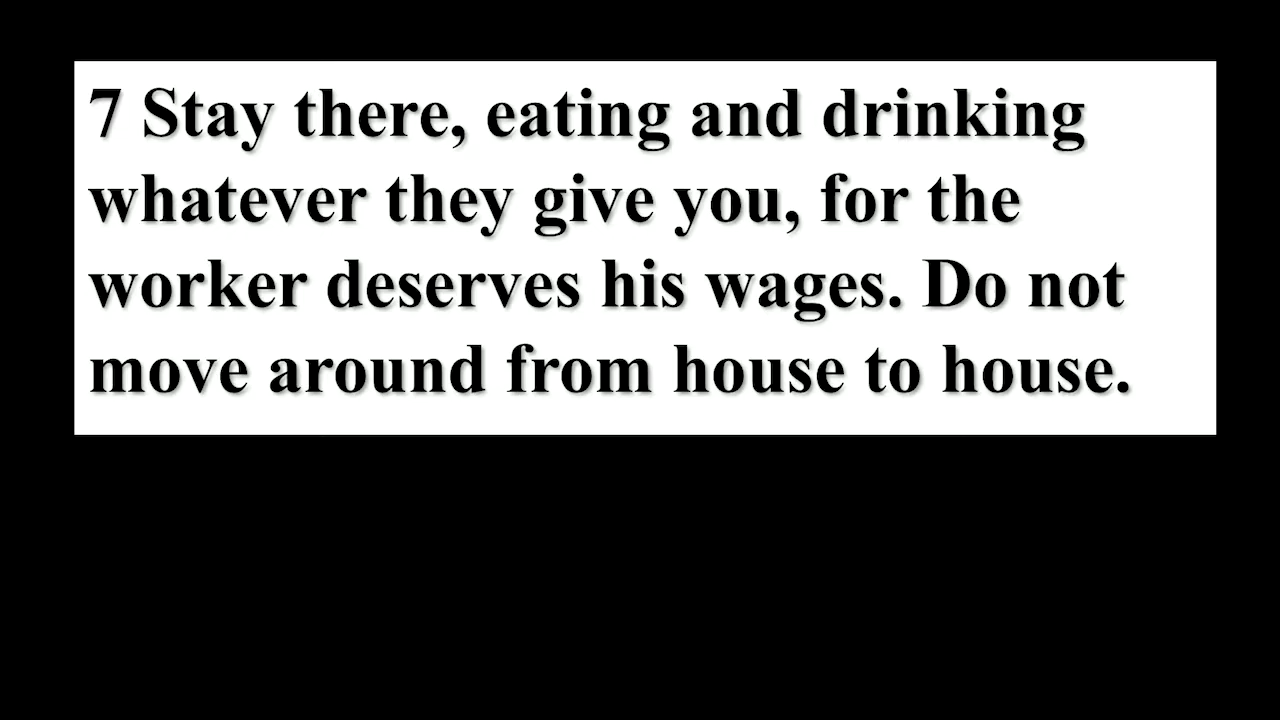 7 Stay there, eating and drinking
whatever they give you, for the
worker deserves his wages. Do not
move around from house to house.